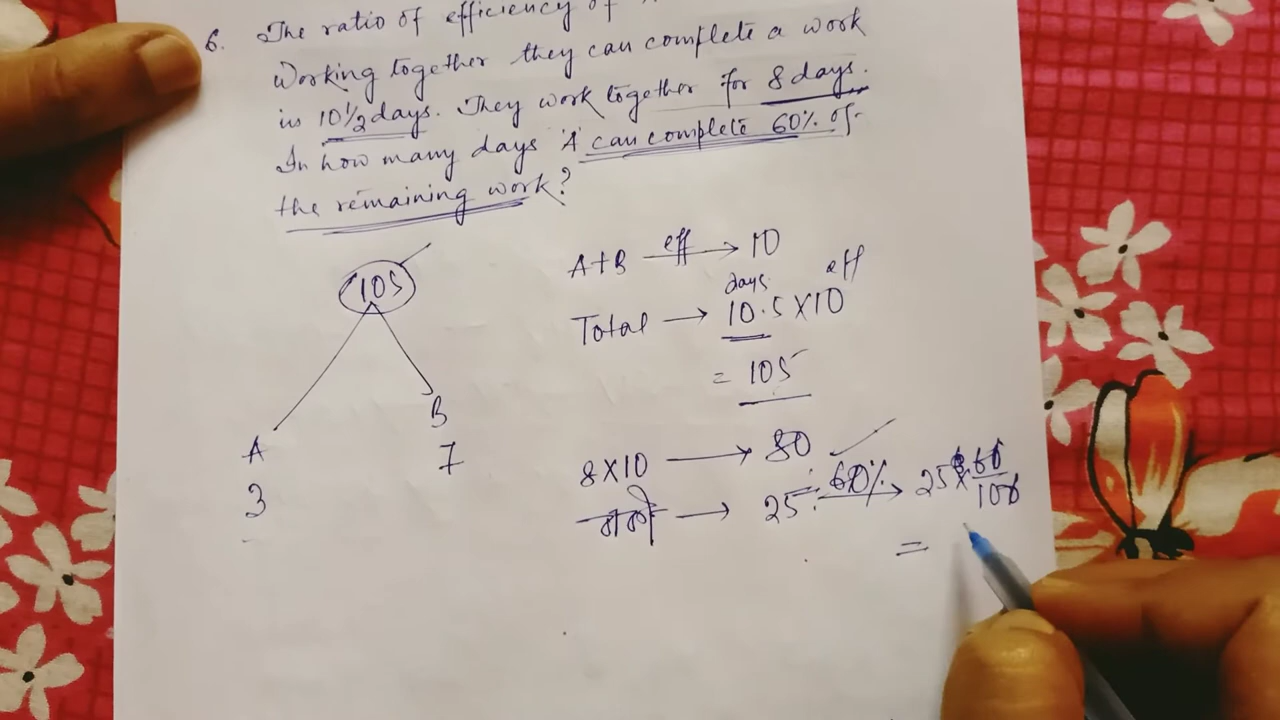 6. The ratio of efficiency of
Working together they can complete a work
in 10 1/2 days. They work together for 8 days.
In how many days 'A' can complete 60% of
the remaining work?
105
A
3
B
7
A+B eff → 10
days eff
Total → 10.5 × 10
= 105
8×10 → 80
बाकी → 25 60% → 25 × 60/100
=